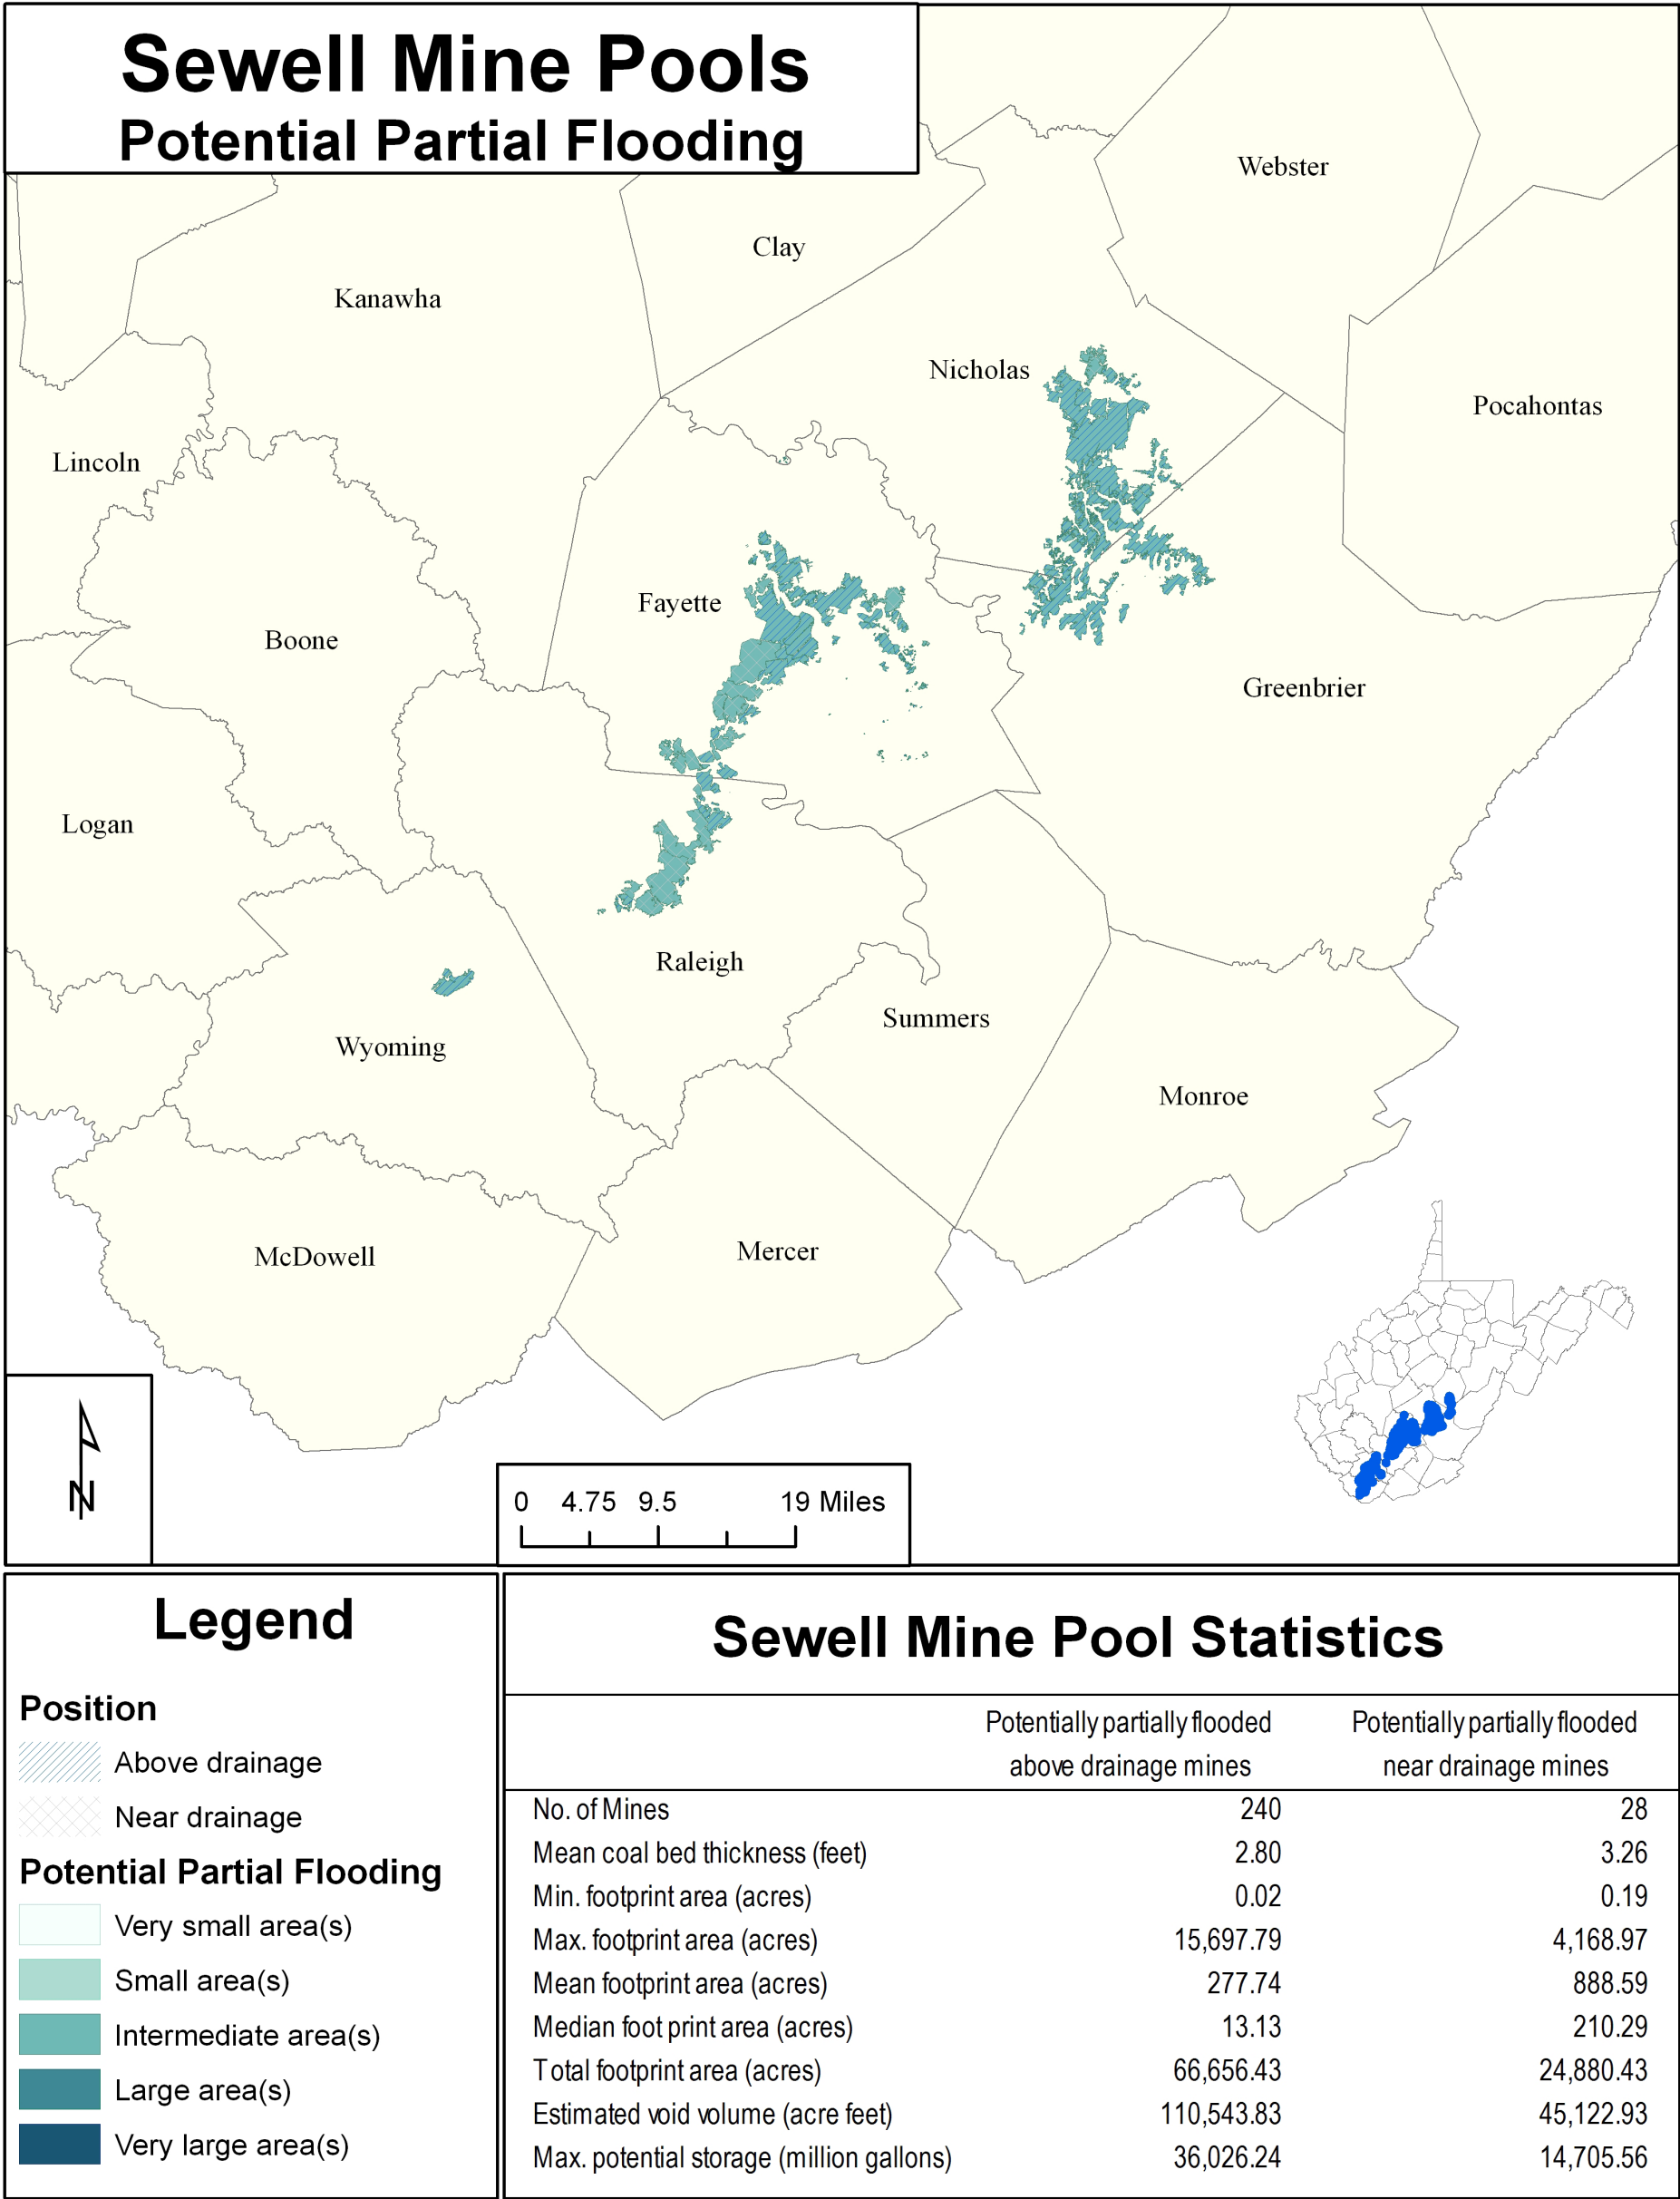 Sewell Mine Pools
Potential Partial Flooding
Webster
Clay
Kanawha
Nicholas
Pocahontas
Lincoln
Fayette
Boone
Greenbrier
Logan
Raleigh
Summers
Wyoming
Monroe
Mercer
McDowell
N
0 4.75 9.5 19 Miles
Legend
Position
Above drainage
Near drainage
Potential Partial Flooding
Very small area(s)
Small area(s)
Intermediate area(s)
Large area(s)
Very large area(s)
Sewell Mine Pool Statistics
Potentially partially flooded Potentially partially flooded
above drainage mines near drainage mines
No. of Mines 240 28
Mean coal bed thickness (feet) 2.80 3.26
Min. footprint area (acres) 0.02 0.19
Max. footprint area (acres) 15,697.79 4,168.97
Mean footprint area (acres) 277.74 888.59
Median foot print area (acres) 13.13 210.29
Total footprint area (acres) 66,656.43 24,880.43
Estimated void volume (acre feet) 110,543.83 45,122.93
Max. potential storage (million gallons) 36,026.24 14,705.56